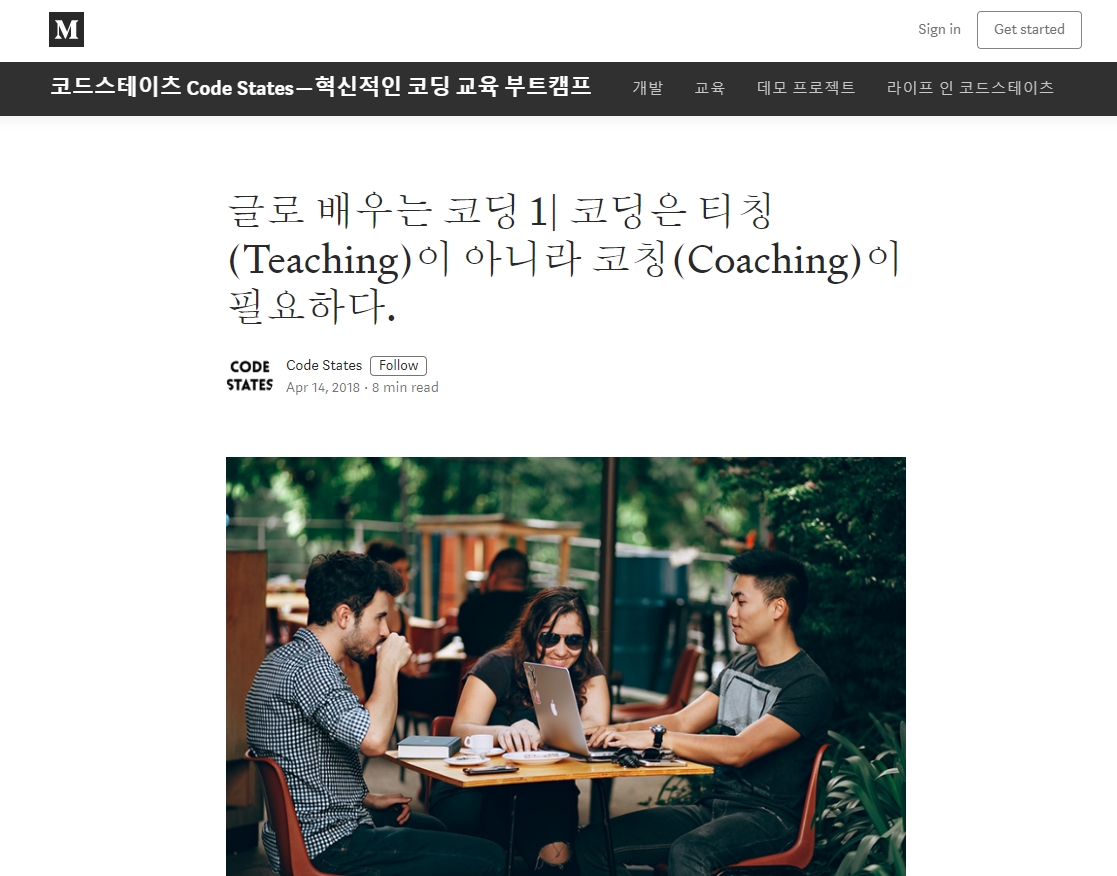 M
Sign in
Get started
코드스테이츠 Code States — 혁신적인 코딩 교육 부트캠프
개발
교육
데모 프로젝트
라이프 인 코드스테이츠
글로 배우는 코딩 1| 코딩은 티칭
(Teaching)이 아니라 코칭(Coaching)이
필요하다.
CODE
STATES
Code States
Follow
Apr 14, 2018 · 8 min read